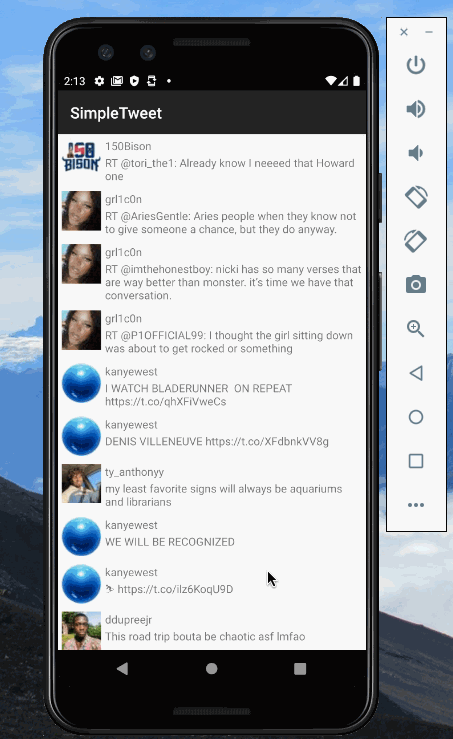 2:13
SimpleTweet
150
BISON
150Bison
RT @tori_the1: Already know I neeeed that Howard
one
grl1c0n
RT @AriesGentle: Aries people when they know not
to give someone a chance, but they do anyway.
grl1c0n
RT @imthehonestboy: nicki has so many verses that
are way better than monster. it's time we have that
conversation.
grl1c0n
RT @P1OFFICIAL99: I thought the girl sitting down
was about to get rocked or something
kanyewest
I WATCH BLADERUNNER  ON REPEAT
https://t.co/qhXFiVweCs
kanyewest
DENIS VILLENEUVE https://t.co/XFdbnkVV8g
ty_anthonyy
my least favorite signs will always be aquariums
and librarians
kanyewest
WE WILL BE RECOGNIZED
kanyewest
https://t.co/ilz6KoqU9D
ddupreejr
This road trip bouta be chaotic asf lmfao